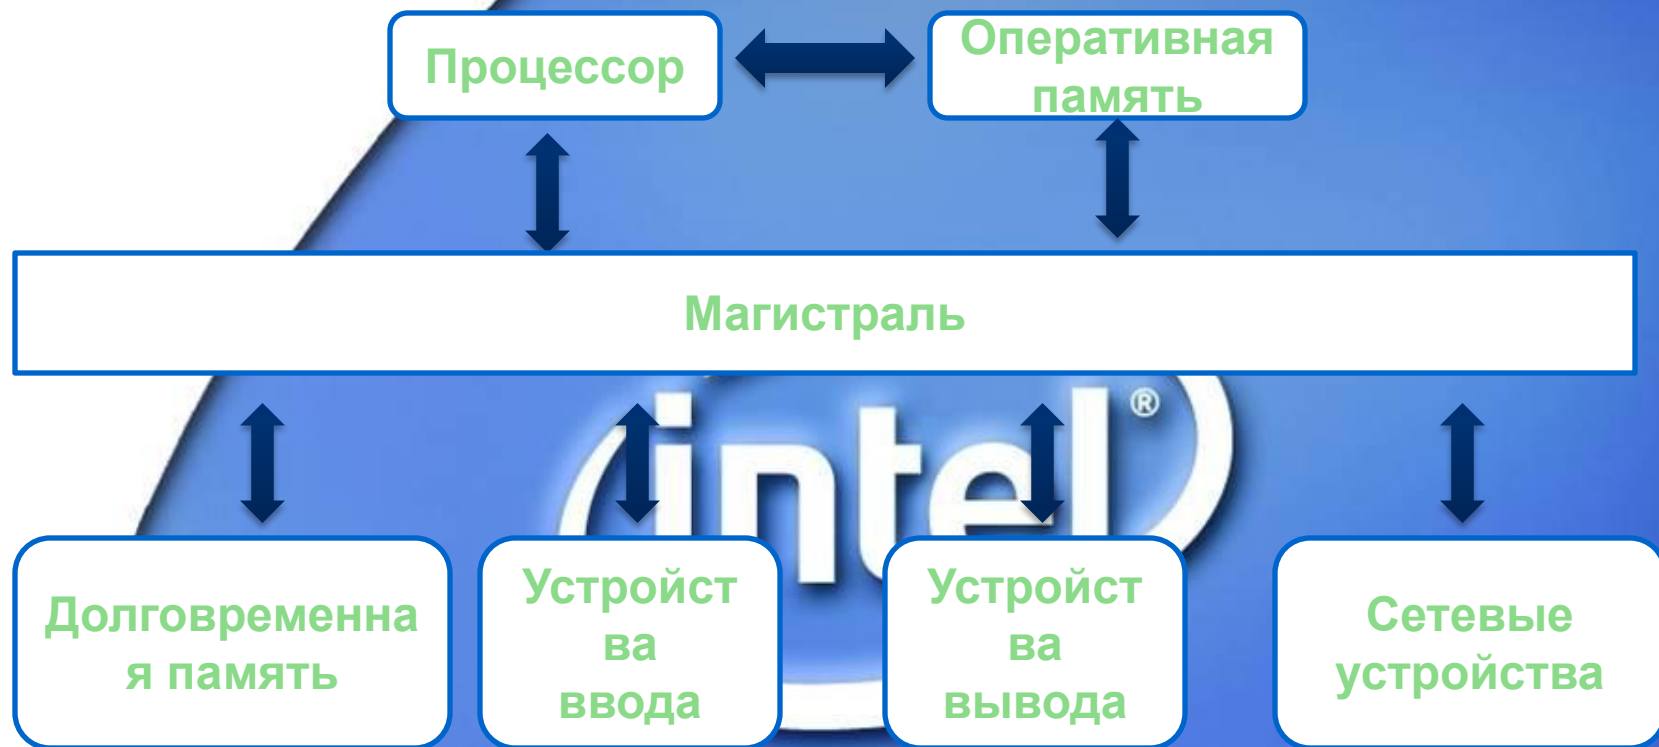 Процессор
Оперативная
память
Магистраль
intel®
Долговременна
я память
Устройст
ва
ввода
Устройст
ва
вывода
Сетевые
устройства